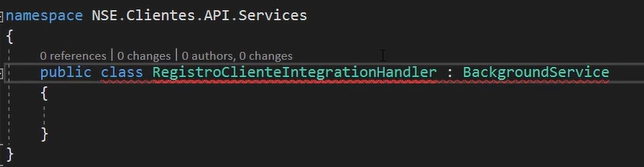 namespace NSE.Clientes.API.Services
{
0 references | 0 changes | 0 authors, 0 changes
public class RegistroClienteIntegrationHandler : BackgroundService
{
}
}